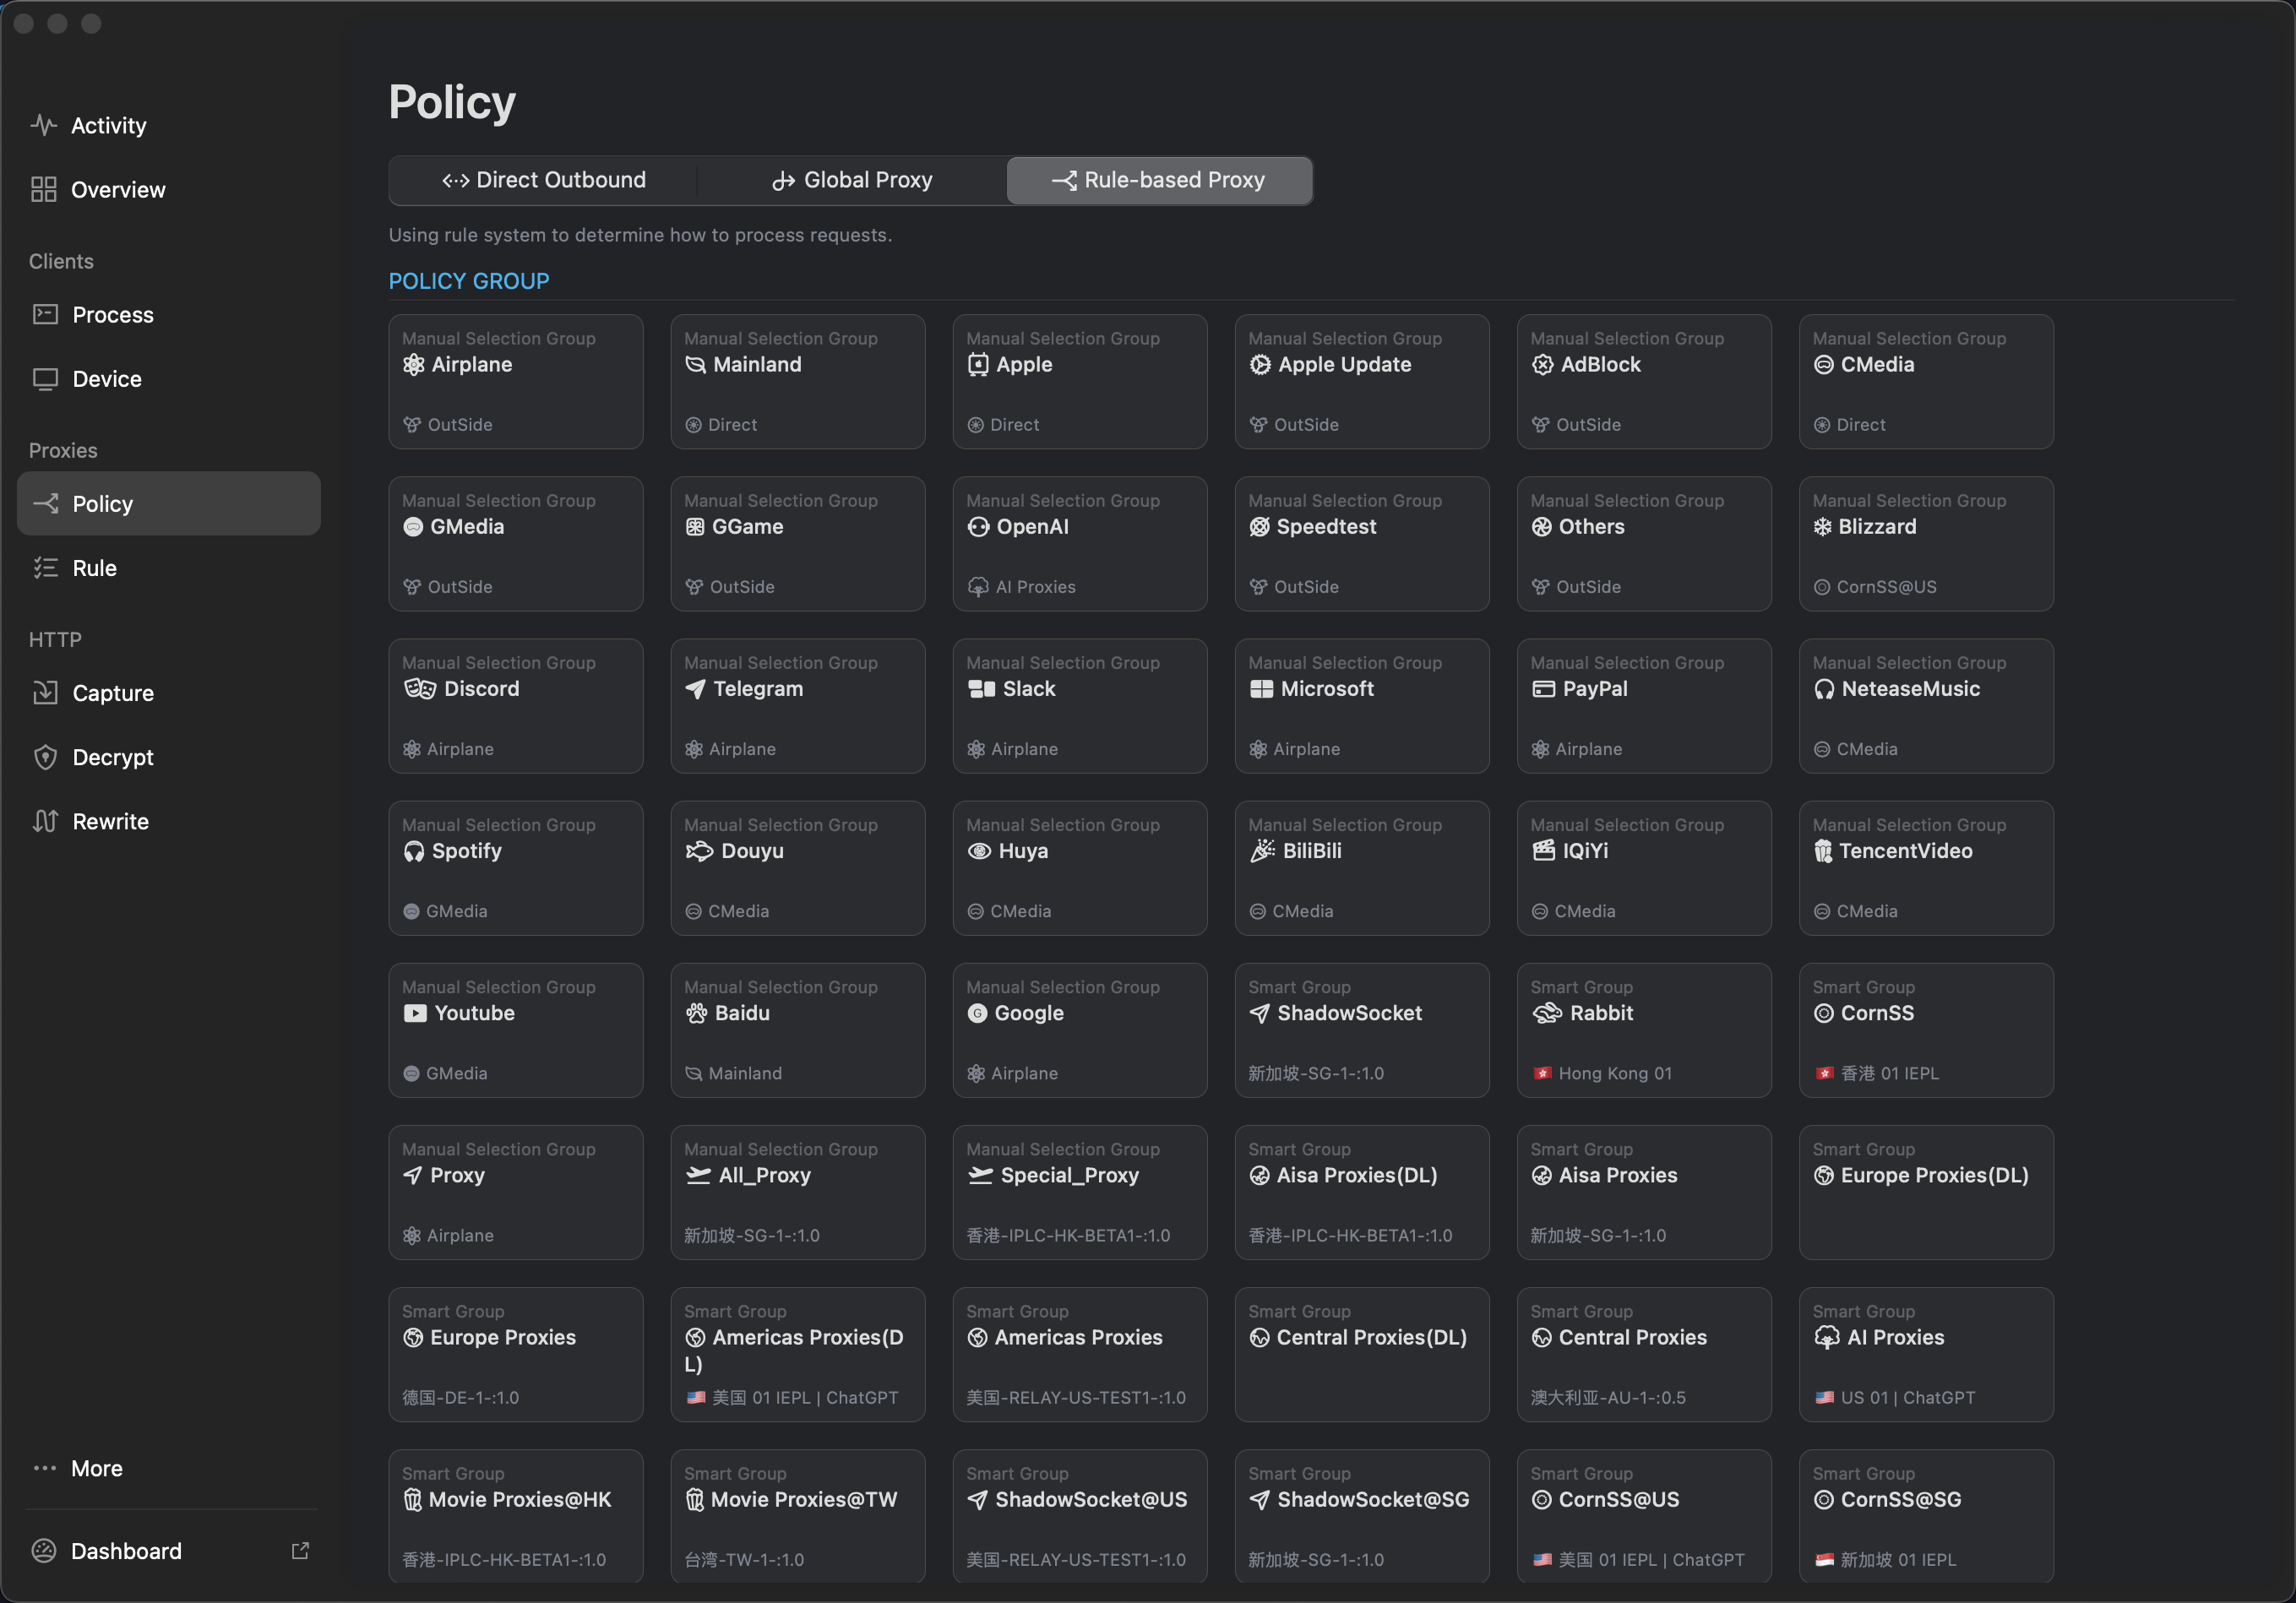 Activity
Overview
Clients
Process
Device
Proxies
Policy
Rule
HTTP
Capture
Decrypt
Rewrite
More
Dashboard
Policy
Direct Outbound
Global Proxy
Rule-based Proxy
Using rule system to determine how to process requests.
POLICY GROUP
Manual Selection Group
Airplane
OutSide
Manual Selection Group
Mainland
Direct
Manual Selection Group
Apple
Direct
Manual Selection Group
Apple Update
OutSide
Manual Selection Group
AdBlock
OutSide
Manual Selection Group
CMedia
Direct
Manual Selection Group
GMedia
OutSide
Manual Selection Group
GGame
OutSide
Manual Selection Group
OpenAI
AI Proxies
Manual Selection Group
Speedtest
OutSide
Manual Selection Group
Others
OutSide
Manual Selection Group
Blizzard
CornSS@US
Manual Selection Group
Discord
Airplane
Manual Selection Group
Telegram
Airplane
Manual Selection Group
Slack
Airplane
Manual Selection Group
Microsoft
Airplane
Manual Selection Group
PayPal
Airplane
Manual Selection Group
NeteaseMusic
CMedia
Manual Selection Group
Spotify
GMedia
Manual Selection Group
Douyu
CMedia
Manual Selection Group
Huya
CMedia
Manual Selection Group
BiliBili
CMedia
Manual Selection Group
IQiYi
CMedia
Manual Selection Group
TencentVideo
CMedia
Manual Selection Group
Youtube
GMedia
Manual Selection Group
Baidu
Mainland
Manual Selection Group
Google
Airplane
Smart Group
ShadowSocket
新加坡-SG-1-:1.0
Smart Group
Rabbit
🇭🇰 Hong Kong 01
Smart Group
CornSS
🇭🇰 香港 01 IEPL
Manual Selection Group
Proxy
Airplane
Manual Selection Group
All_Proxy
新加坡-SG-1-:1.0
Manual Selection Group
Special_Proxy
香港-IPLC-HK-BETA1-:1.0
Smart Group
Aisa Proxies(DL)
香港-IPLC-HK-BETA1-:1.0
Smart Group
Aisa Proxies
新加坡-SG-1-:1.0
Smart Group
Europe Proxies(DL)
Smart Group
Europe Proxies
德国-DE-1-:1.0
Smart Group
Americas Proxies(D
L)
🇺🇸 美国 01 IEPL | ChatGPT
Smart Group
Americas Proxies
美国-RELAY-US-TEST1-:1.0
Smart Group
Central Proxies(DL)
Smart Group
Central Proxies
澳大利亚-AU-1-:0.5
Smart Group
AI Proxies
🇺🇸 US 01 | ChatGPT
Smart Group
Movie Proxies@HK
香港-IPLC-HK-BETA1-:1.0
Smart Group
Movie Proxies@TW
台湾-TW-1-:1.0
Smart Group
ShadowSocket@US
美国-RELAY-US-TEST1-:1.0
Smart Group
ShadowSocket@SG
新加坡-SG-1-:1.0
Smart Group
CornSS@US
🇺🇸 美国 01 IEPL | ChatGPT
Smart Group
CornSS@SG
🇸🇬 新加坡 01 IEPL